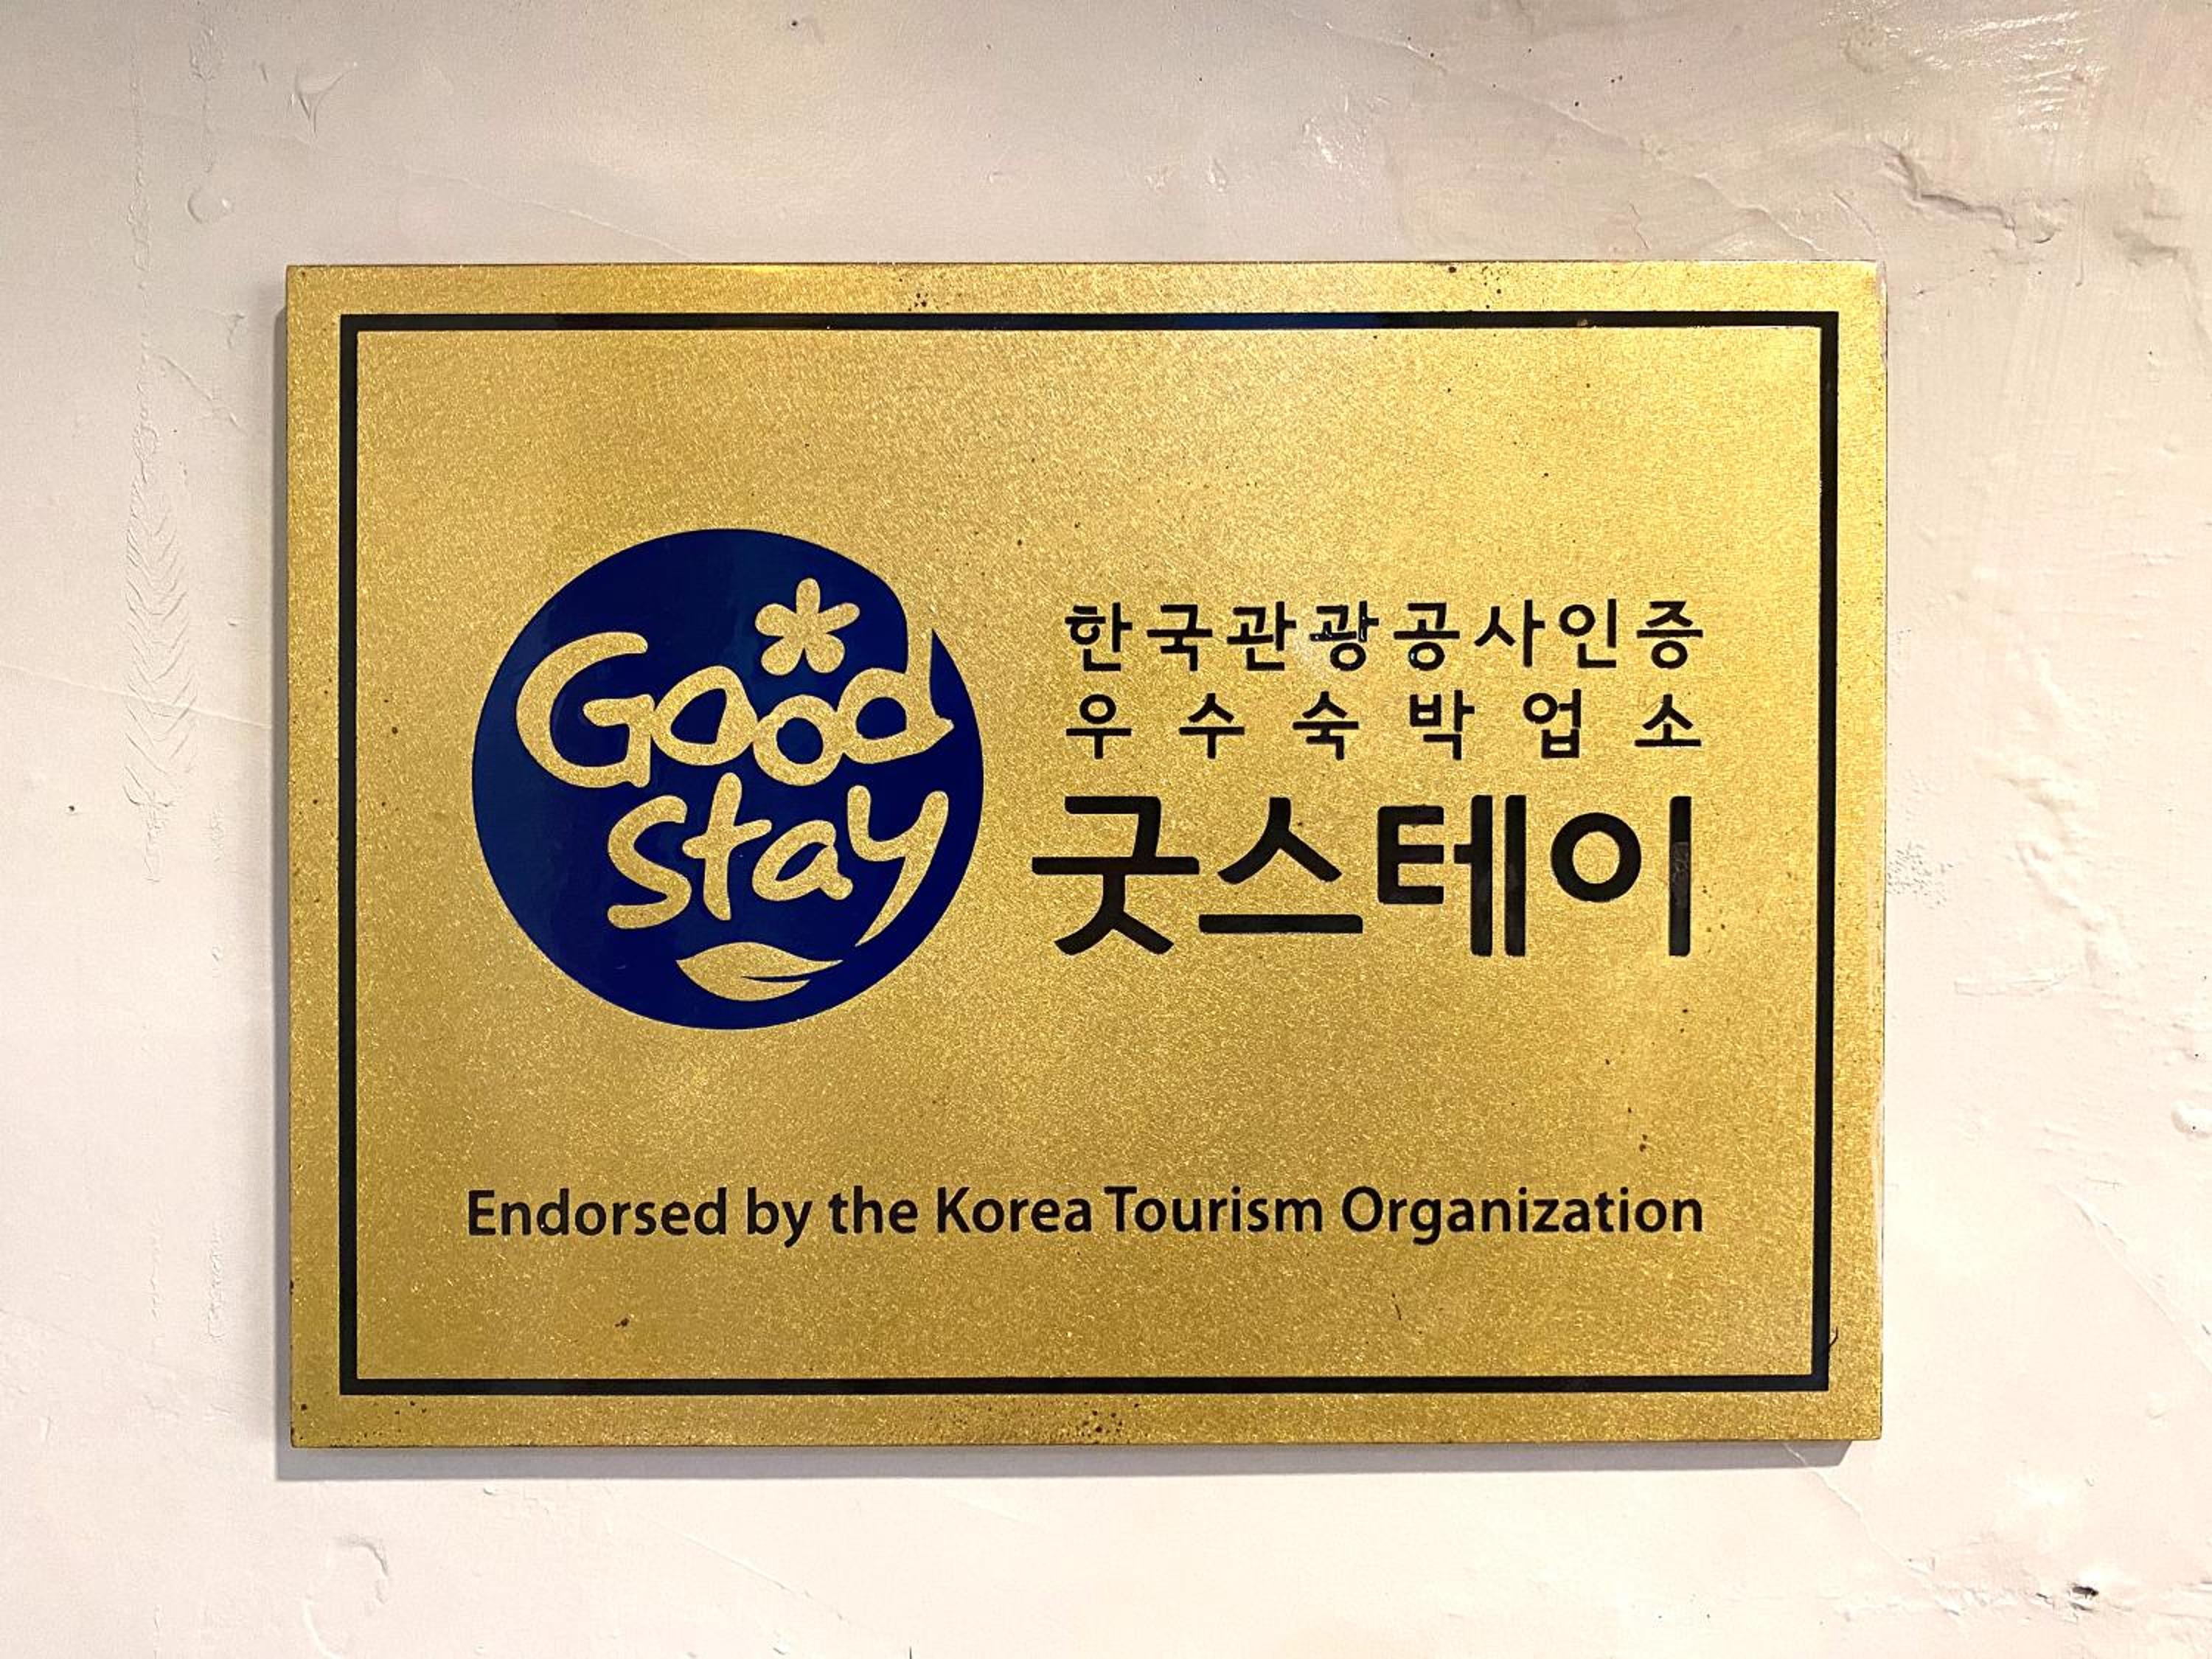 Good
Stay
한국관광공사인증
우수숙박업소
굿스테이
Endorsed by the Korea Tourism Organization